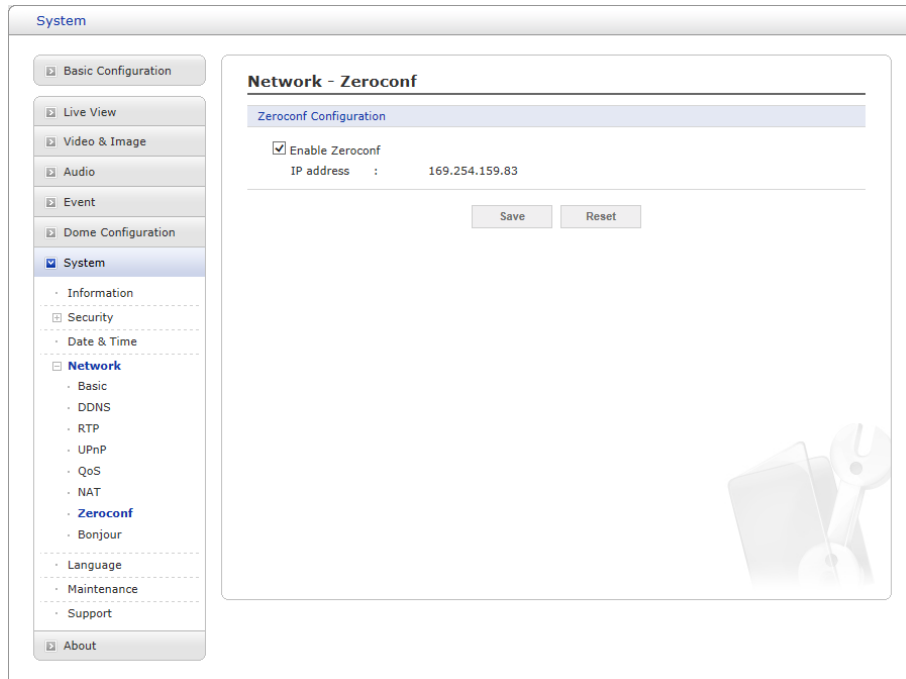 System
Basic Configuration
Live View
Video & Image
Audio
Event
Dome Configuration
System
Information
Security
Date & Time
Network
Basic
DDNS
RTP
UPnP
QoS
NAT
Zeroconf
Bonjour
Language
Maintenance
Support
About
Network - Zeroconf
Zeroconf Configuration
Enable Zeroconf
IP address : 169.254.159.83
Save Reset